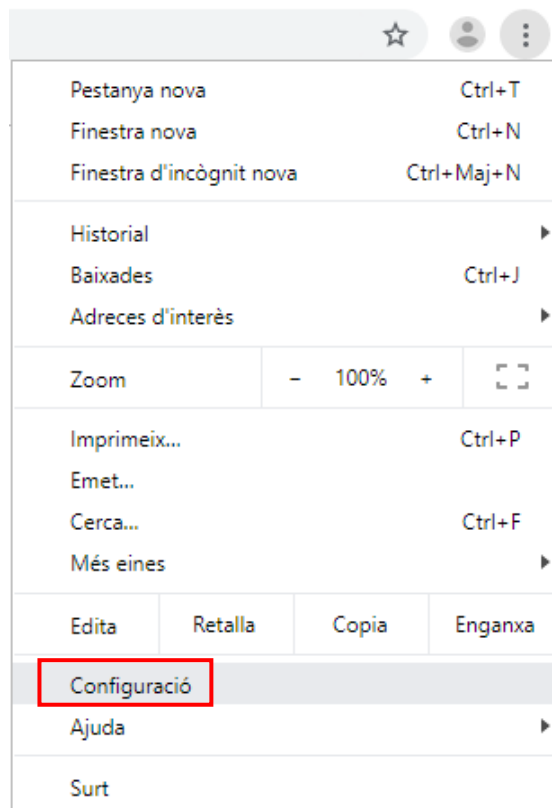 Pestanya nova Ctrl+T
Finestra nova Ctrl+N
Finestra d'incògnit nova Ctrl+Maj+N
Historial
Baixades Ctrl+J
Adreces d'interès
Zoom - 100% +
Imprimeix... Ctrl+P
Emet...
Cerca... Ctrl+F
Més eines
Edita Retalla Copia Enganxa
Configuració
Ajuda
Surt